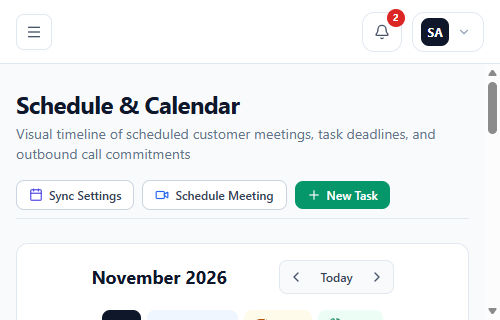 2
SA
Schedule & Calendar
Visual timeline of scheduled customer meetings, task deadlines, and
outbound call commitments
Sync Settings
Schedule Meeting
New Task
November 2026
Today